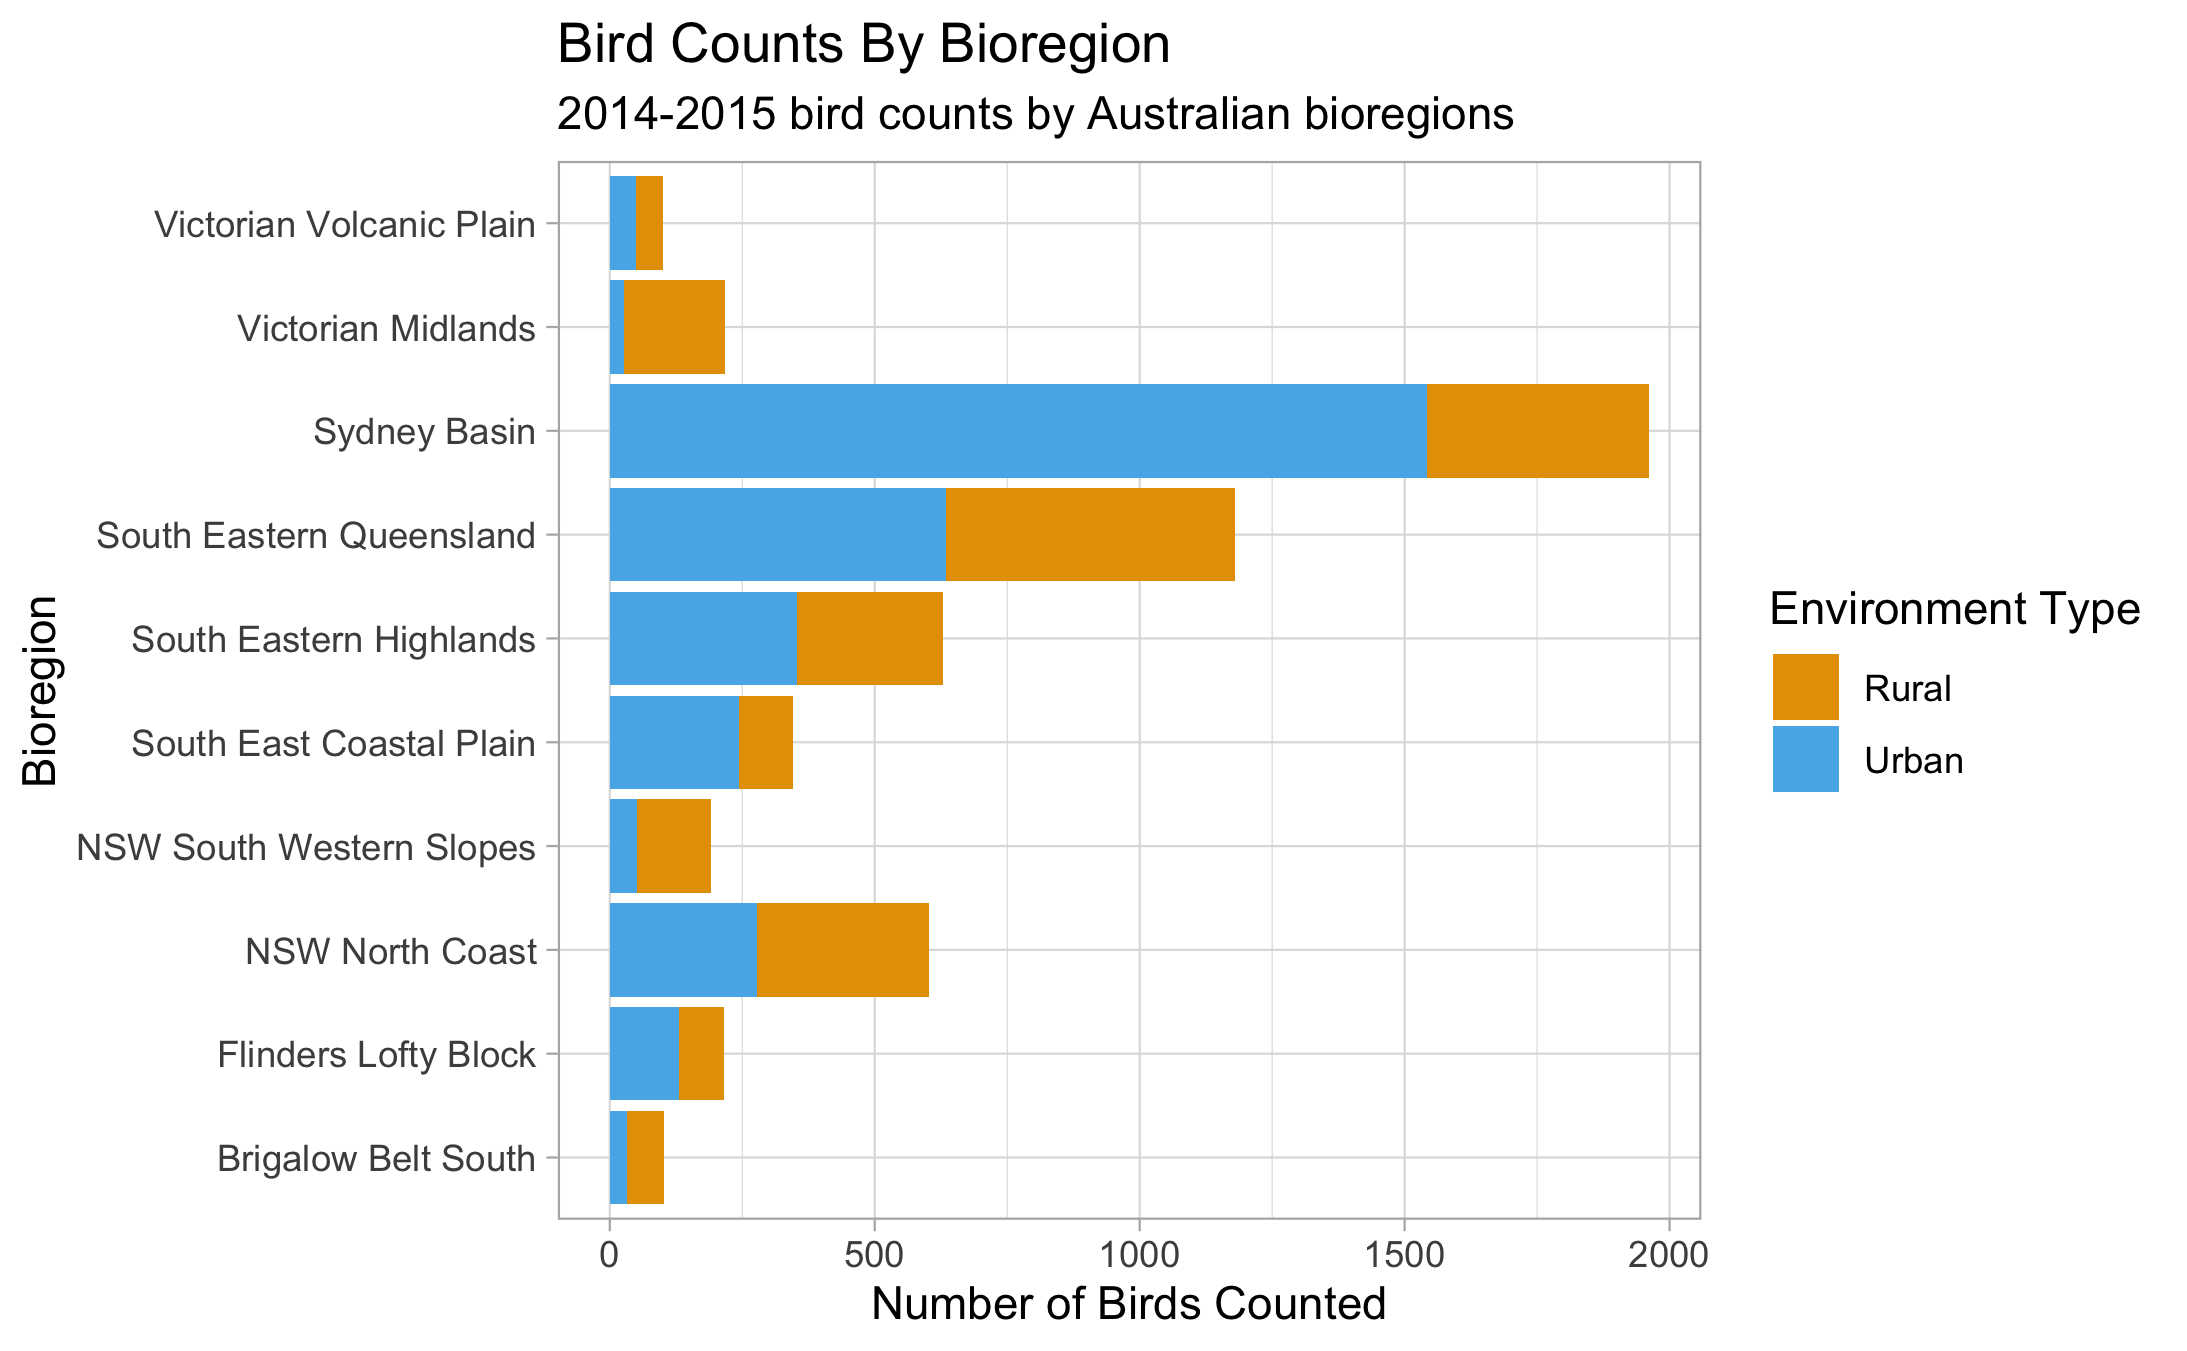 Bird Counts By Bioregion
2014-2015 bird counts by Australian bioregions
Bioregion
Victorian Volcanic Plain
Victorian Midlands
Sydney Basin
South Eastern Queensland
South Eastern Highlands
South East Coastal Plain
NSW South Western Slopes
NSW North Coast
Flinders Lofty Block
Brigalow Belt South
0 500 1000 1500 2000
Number of Birds Counted
Environment Type
Rural
Urban